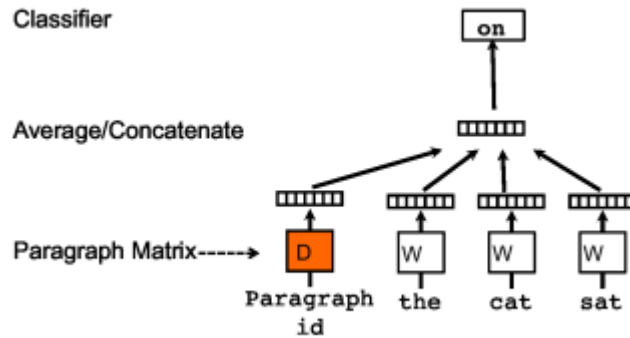 Classifier
on
Average/Concatenate
Paragraph Matrix
D
W
W
W
Paragraph
id
the
cat
sat